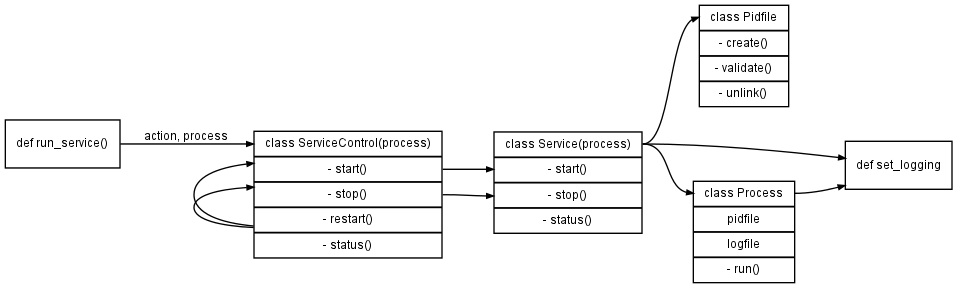 def run_service()
action, process
class ServiceControl(process)
- start()
- stop()
- restart()
- status()
class Service(process)
- start()
- stop()
- status()
class Pidfile
- create()
- validate()
- unlink()
class Process
pidfile
logfile
- run()
def set_logging